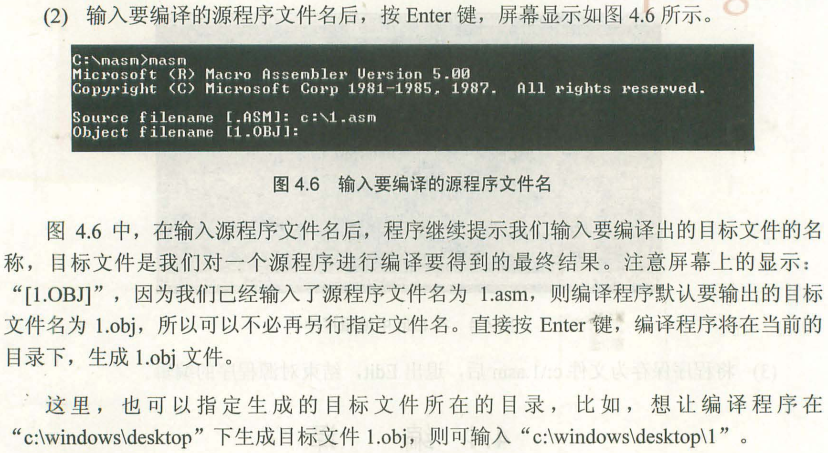 (2) 输入要编译的源程序文件名后，按 Enter 键，屏幕显示如图 4.6 所示。
C:\masm>masm
Microsoft (R) Macro Assembler Version 5.00
Copyright (C) Microsoft Corp 1981-1985, 1987.  All rights reserved.
Source filename [.ASM]: c:\1.asm
Object filename [1.OBJ]:
图 4.6 输入要编译的源程序文件名
图 4.6 中，在输入源程序文件名后，程序继续提示我们输入要编译出的目标文件的名
称，目标文件是我们对一个源程序进行编译要得到的最终结果。注意屏幕上的显示：
“[1.OBJ]”，因为我们已经输入了源程序文件名为 1.asm，则编译程序默认要输出的目标
文件名为 1.obj，所以可以不必再另行指定文件名。直接按 Enter 键，编译程序将在当前的
目录下，生成 1.obj 文件。
这里，也可以指定生成的目标文件所在的目录，比如，想让编译程序在
“c:\windows\desktop”下生成目标文件 1.obj，则可输入“c:\windows\desktop\1”。